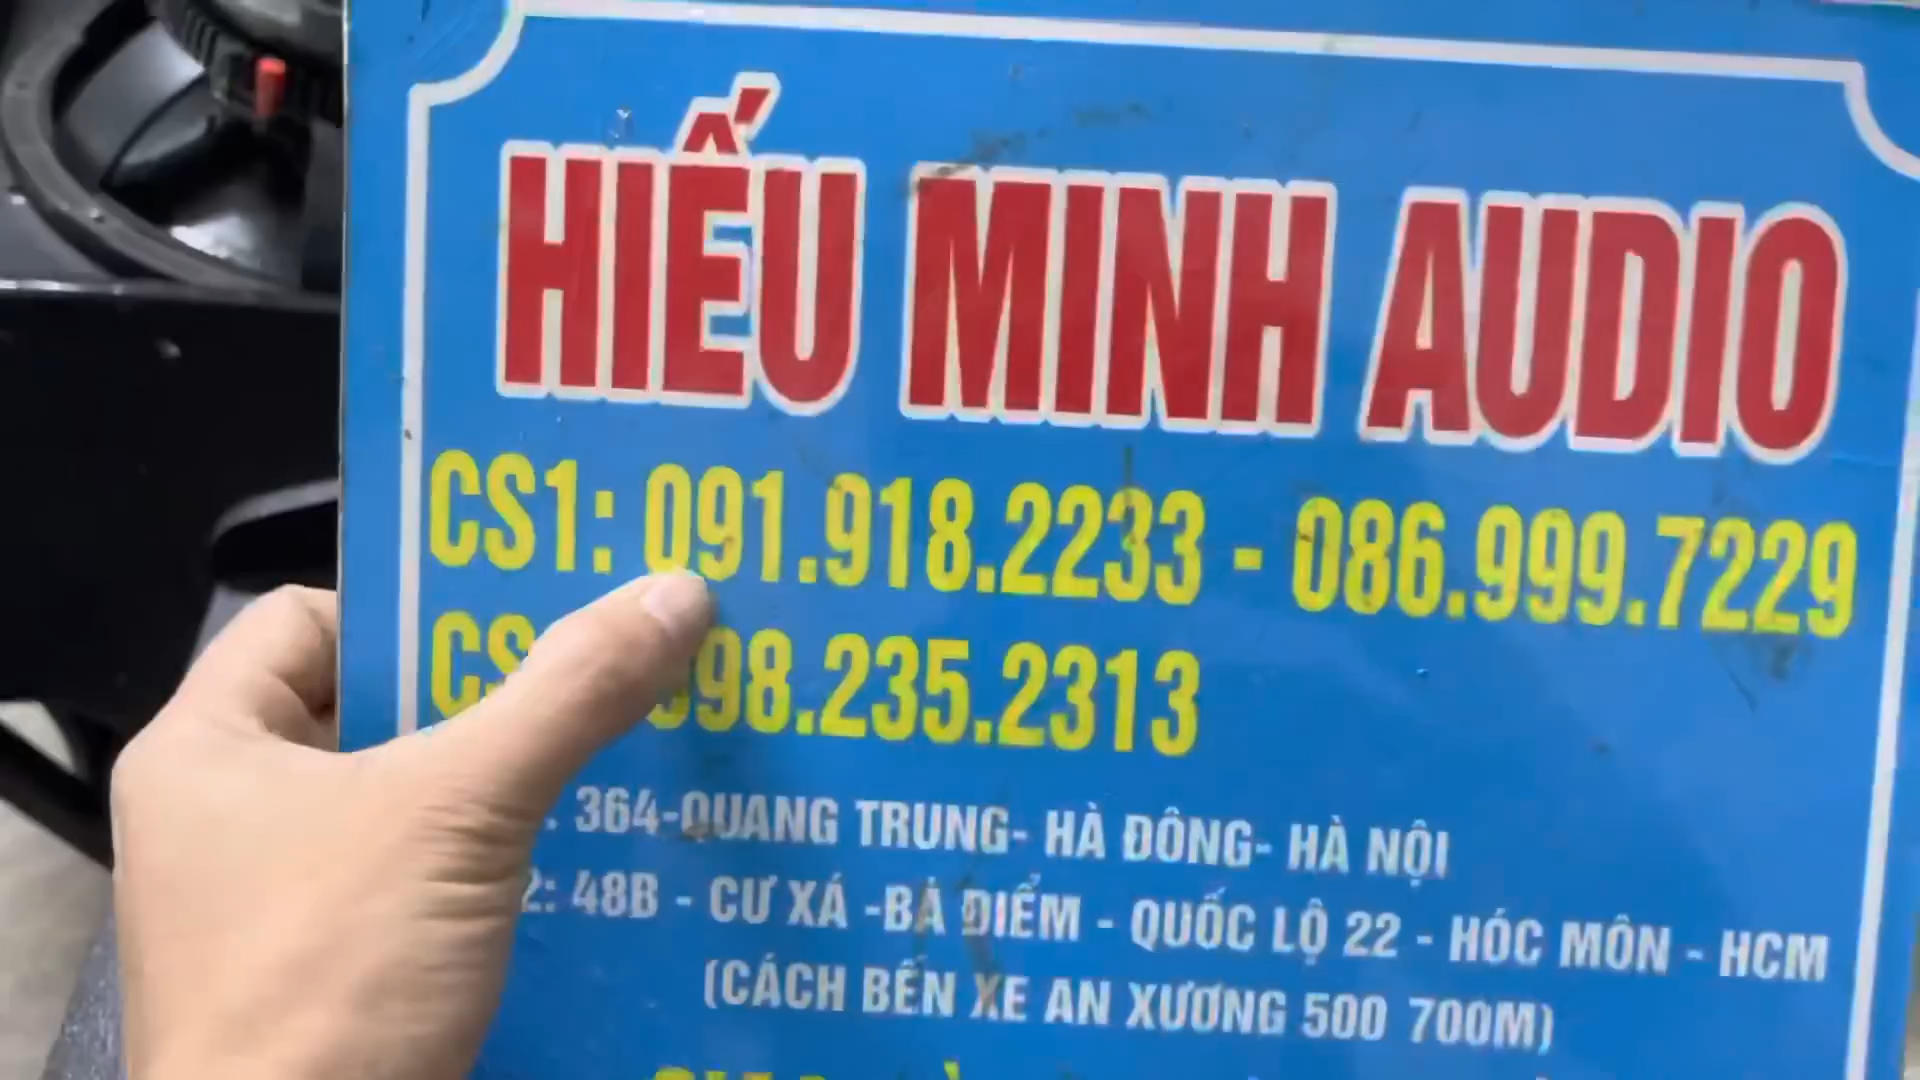 HIẾU MINH AUDIO
CS1: 091.918.2233 - 086.999.7229
098.235.2313
364-QUANG TRUNG- HÀ ĐÔNG- HÀ NỘI
2: 48B - CƯ XÁ -BÀ ĐIỂM - QUỐC LỘ 22 - HÓC MÔN - HCM
(CÁCH BẾN XE AN XƯƠNG 500 700M)